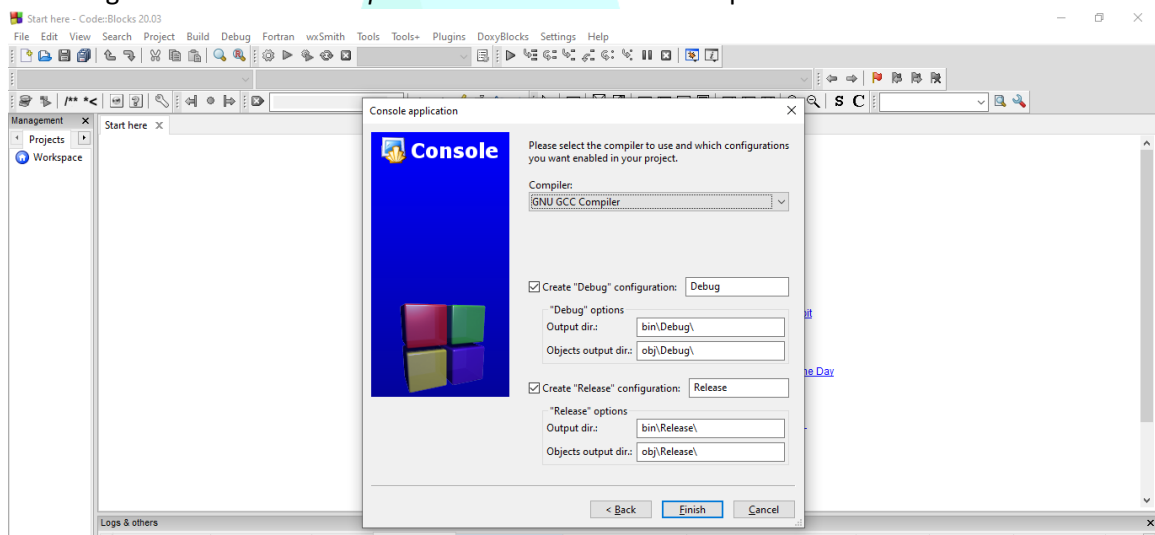 Start here - Code::Blocks 20.03
File Edit View Search Project Build Debug Fortran wxSmith Tools Tools+ Plugins DoxyBlocks Settings Help
/** *<
S C
Management X
Projects
Workspace
Start here X
Console application
Console
Please select the compiler to use and which configurations
you want enabled in your project.
Compiler:
GNU GCC Compiler
Create "Debug" configuration: Debug
"Debug" options
Output dir.: bin\Debug\
Objects output dir.: obj\Debug\
Create "Release" configuration: Release
"Release" options
Output dir.: bin\Release\
Objects output dir.: obj\Release\
< Back Finish Cancel
Day
Logs & others